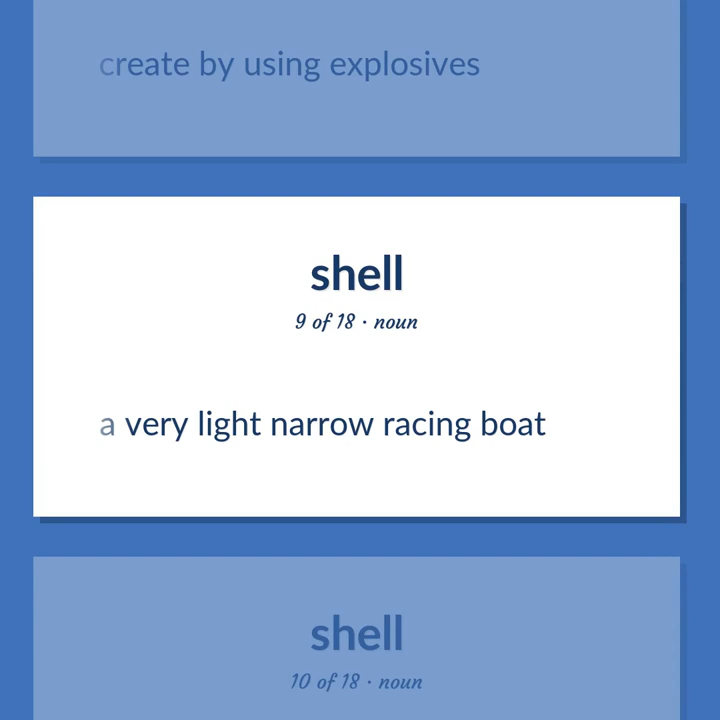 create by using explosives
shell
9 of 18 · noun
a very light narrow racing boat
shell
10 of 18 · noun